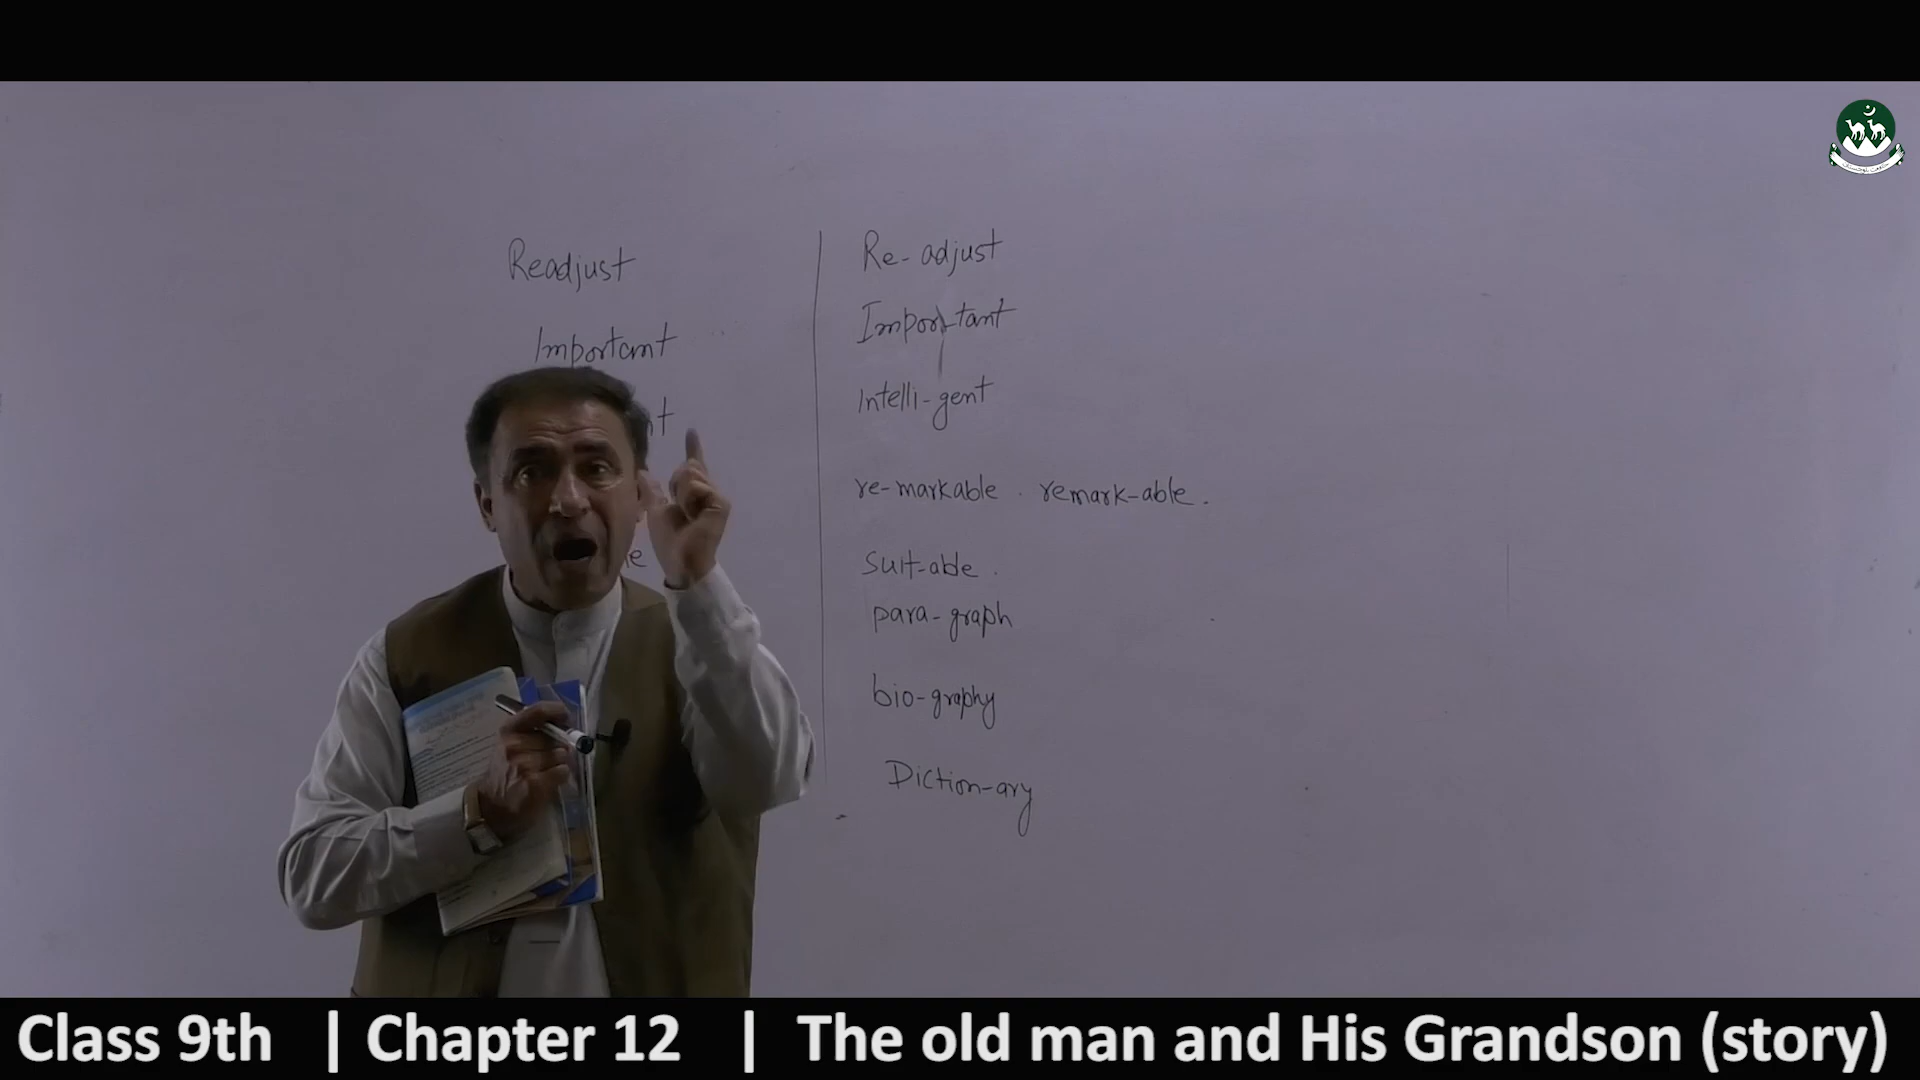 Readjust
Important
nt
e
Re-adjust
Impor-tant
Intelli-gent
re-markable . remark-able.
Suit-able.
para-graph
bio-graphy
Diction-ary
Class 9th | Chapter 12 | The old man and His Grandson (story)